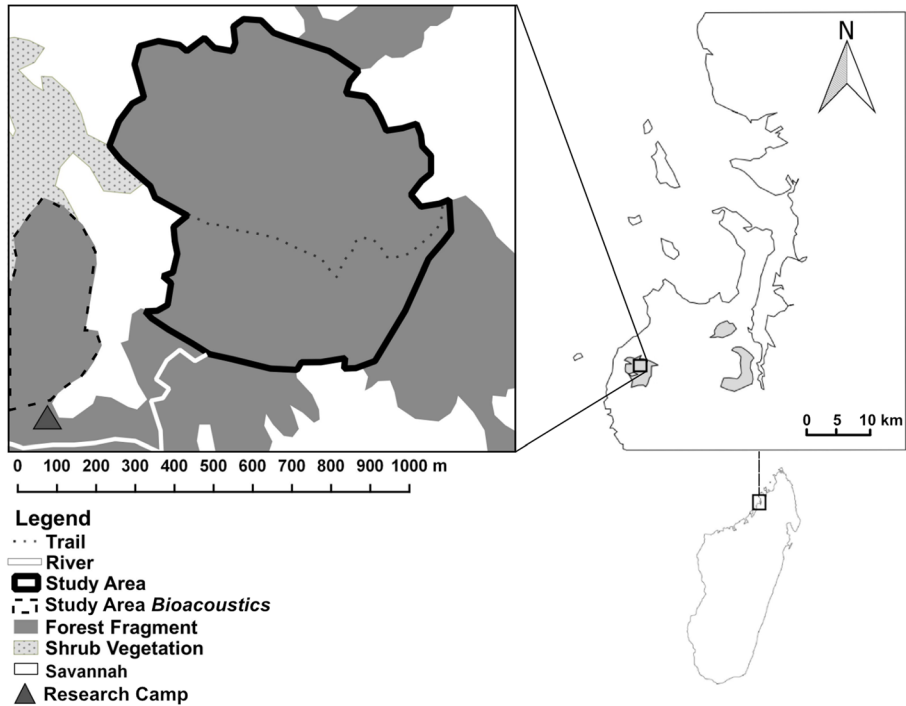 N
0 5 10 km
0 100 200 300 400 500 600 700 800 900 1000 m
Legend
Trail
River
Study Area
Study Area Bioacoustics
Forest Fragment
Shrub Vegetation
Savannah
Research Camp